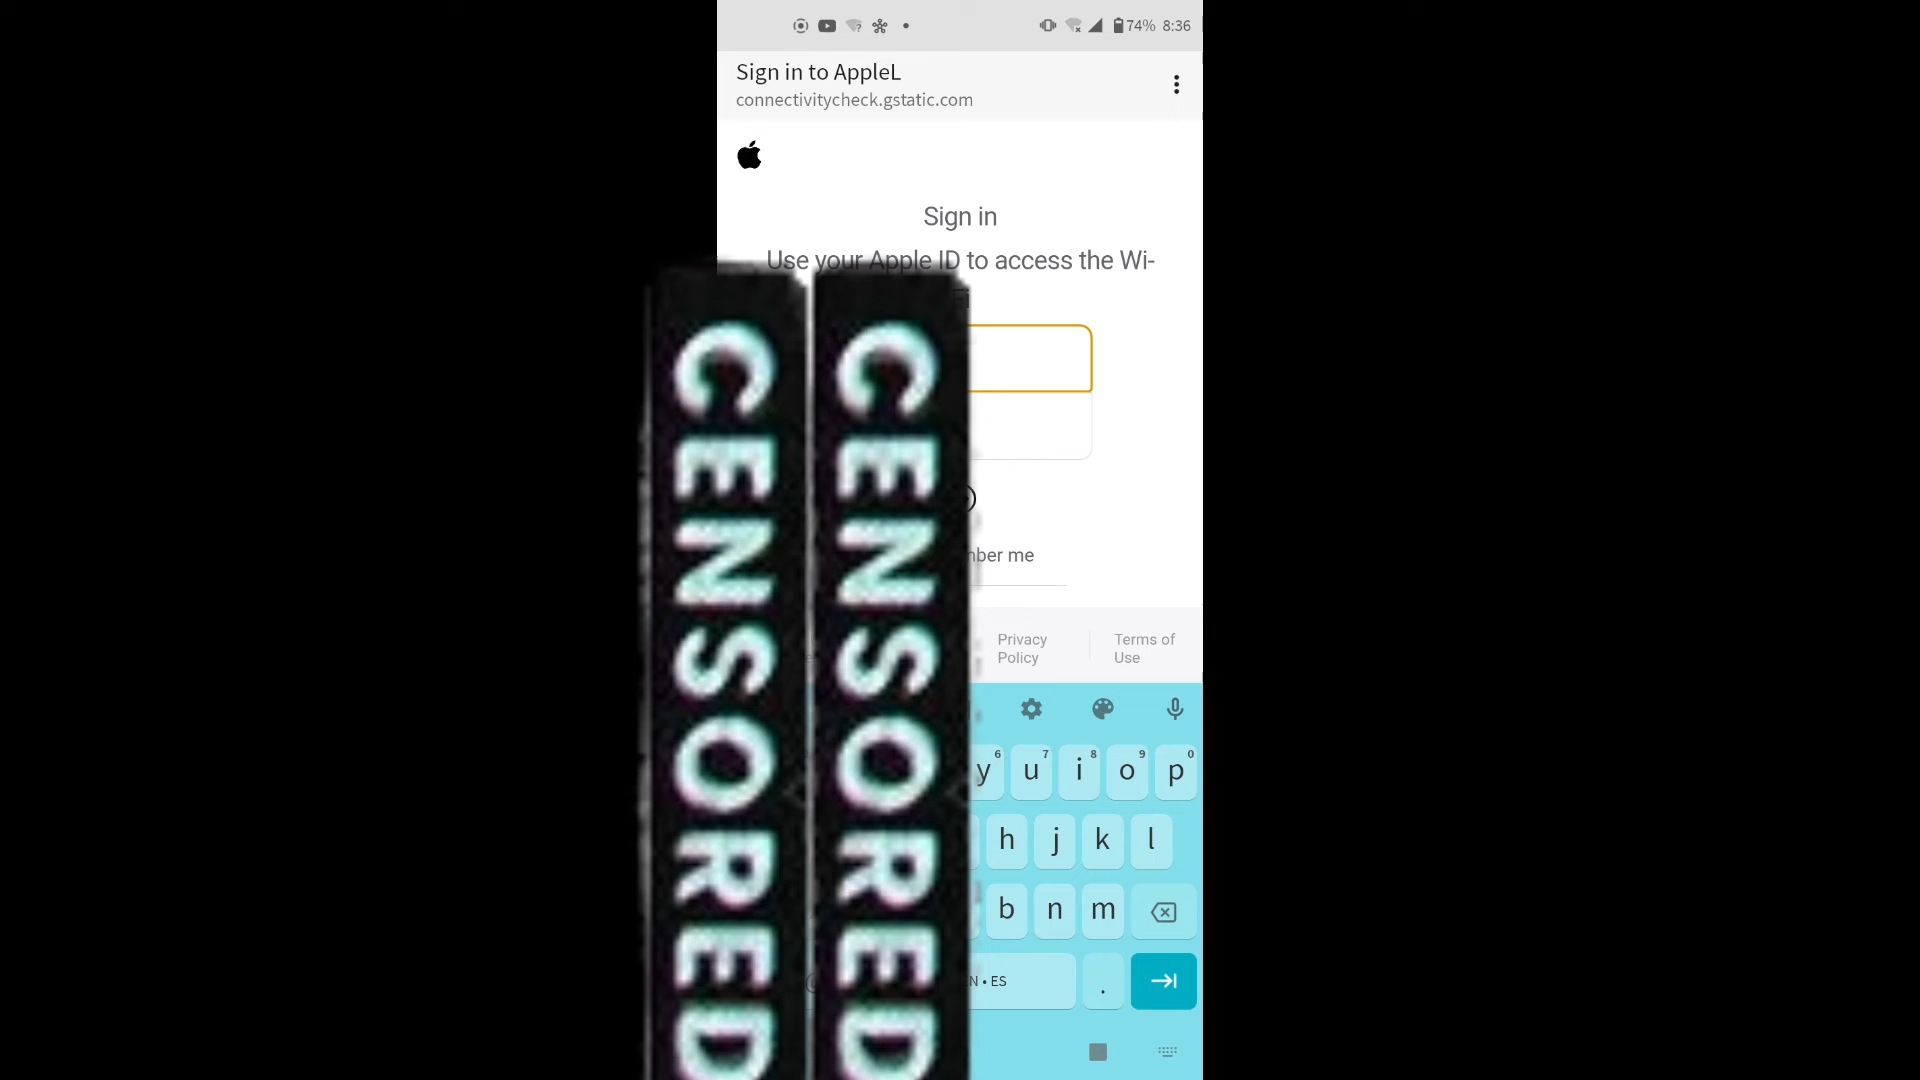 74% 8:36
Sign in to AppleL
connectivitycheck.gstatic.com
Sign in
Use your Apple ID to access the Wi-
CENSORED
CENSORED
me
Privacy
Policy
Terms of
Use
y 6 u 7 i 8 o 9 p 0
h j k l
b n m
• ES .